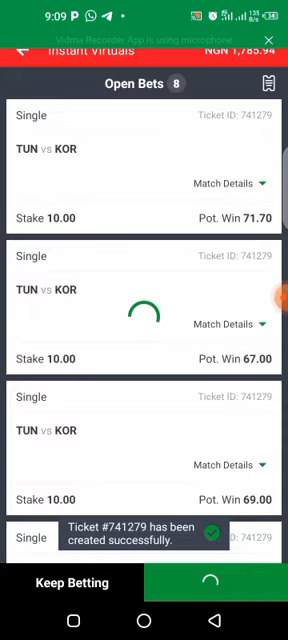 9:09 P
Vidma Recorder App is using microphone
Instant Virtuals NGN 1,785.94
Open Bets 8
Single Ticket ID: 741279
TUN vs KOR
Match Details
Stake 10.00 Pot. Win 71.70
Single Ticket ID: 741279
TUN vs KOR
Match Details
Stake 10.00 Pot. Win 67.00
Single Ticket ID: 741279
TUN vs KOR
Match Details
Stake 10.00 Pot. Win 69.00
Single D: 741279
Ticket #741279 has been
created successfully.
Keep Betting